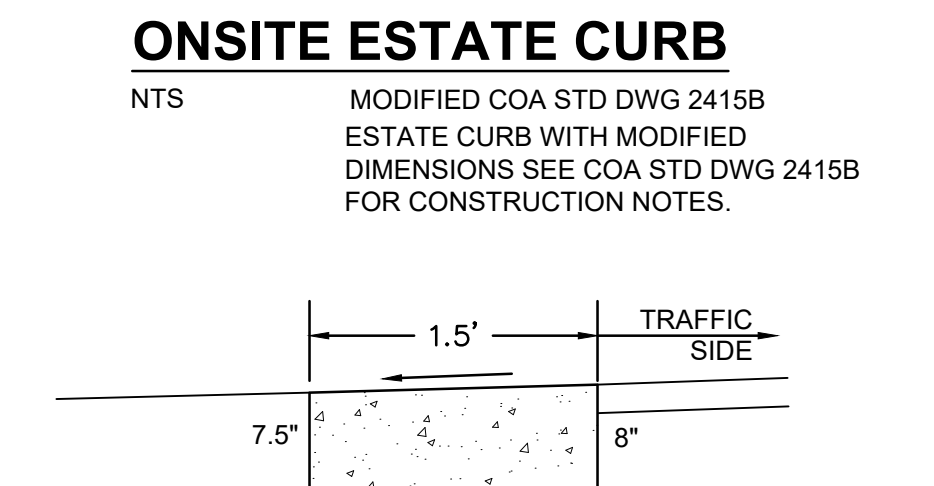 ONSITE ESTATE CURB
NTS
MODIFIED COA STD DWG 2415B
ESTATE CURB WITH MODIFIED
DIMENSIONS SEE COA STD DWG 2415B
FOR CONSTRUCTION NOTES.
1.5'
TRAFFIC
SIDE
7.5"
8"